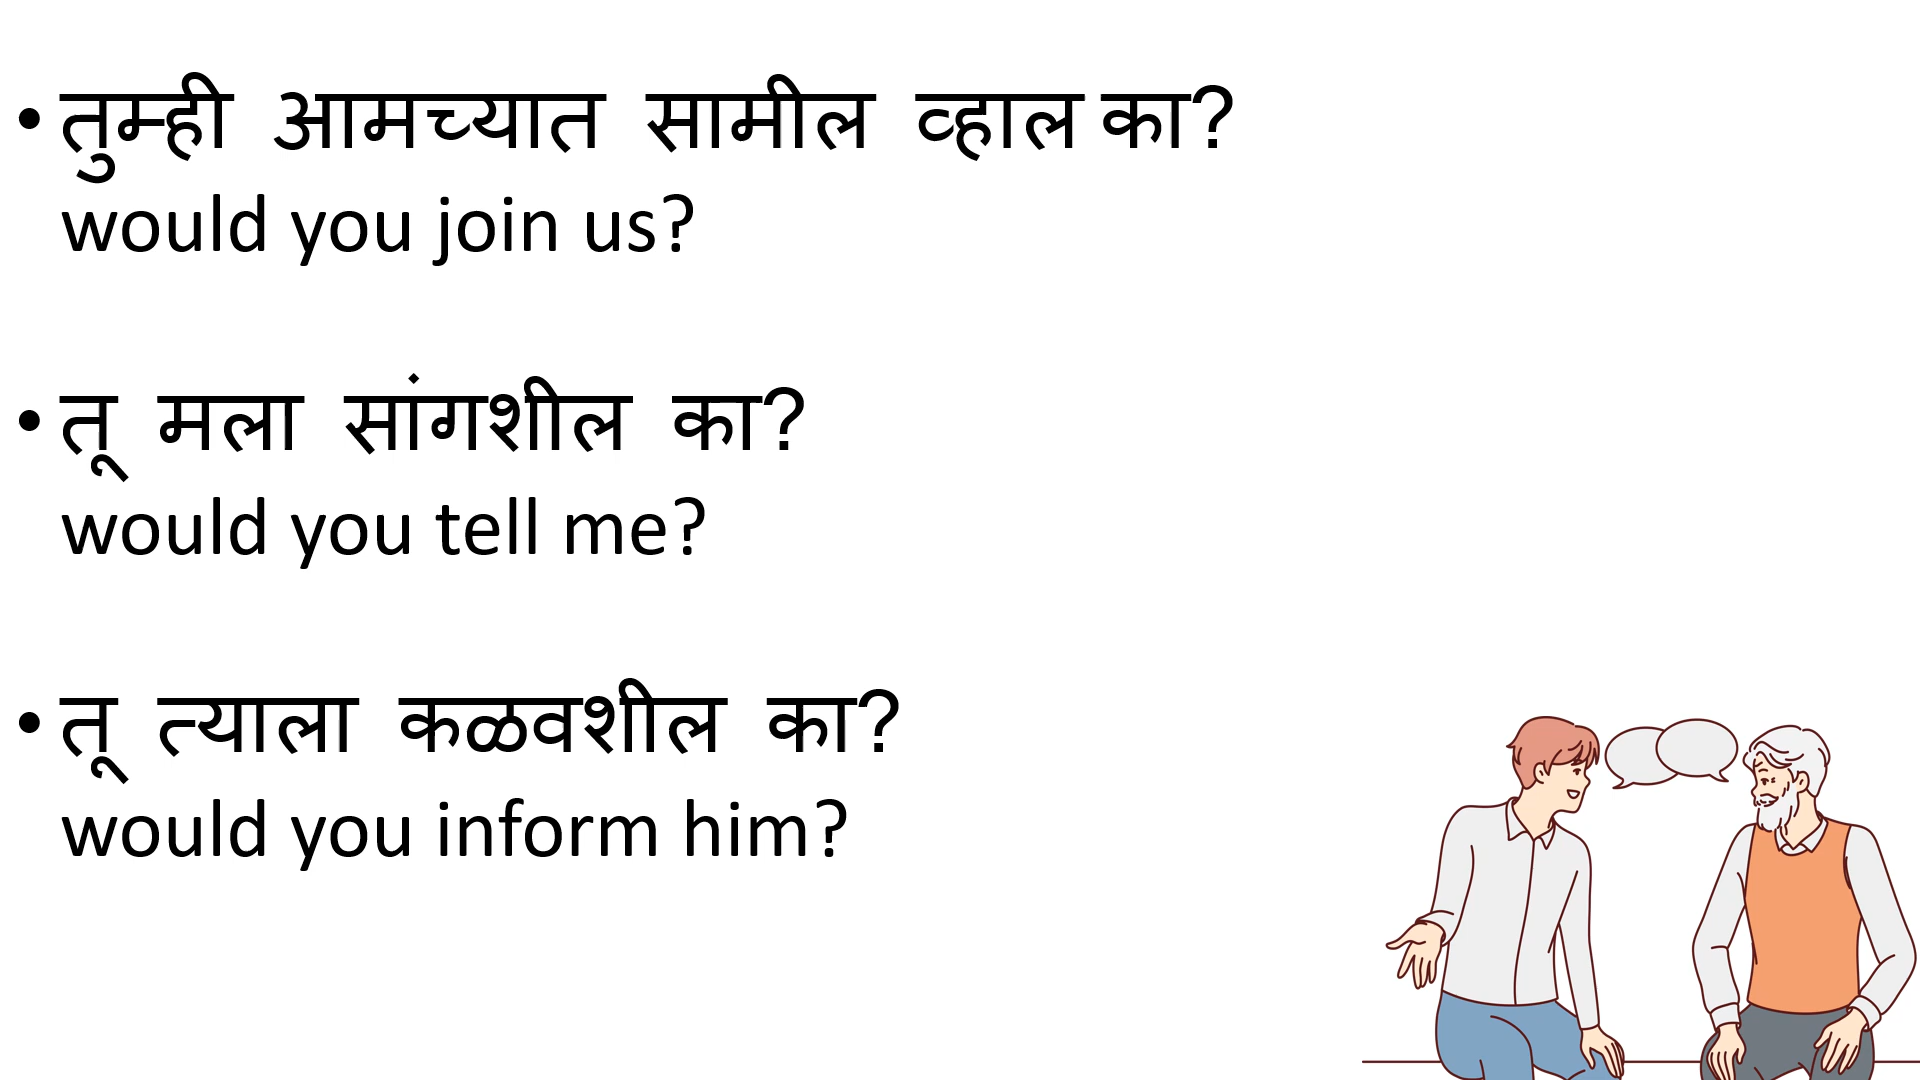 • तुम्ही आमच्यात सामील व्हाल का?
would you join us?
• तू मला सांगशील का?
would you tell me?
• तू त्याला कळवशील का?
would you inform him?